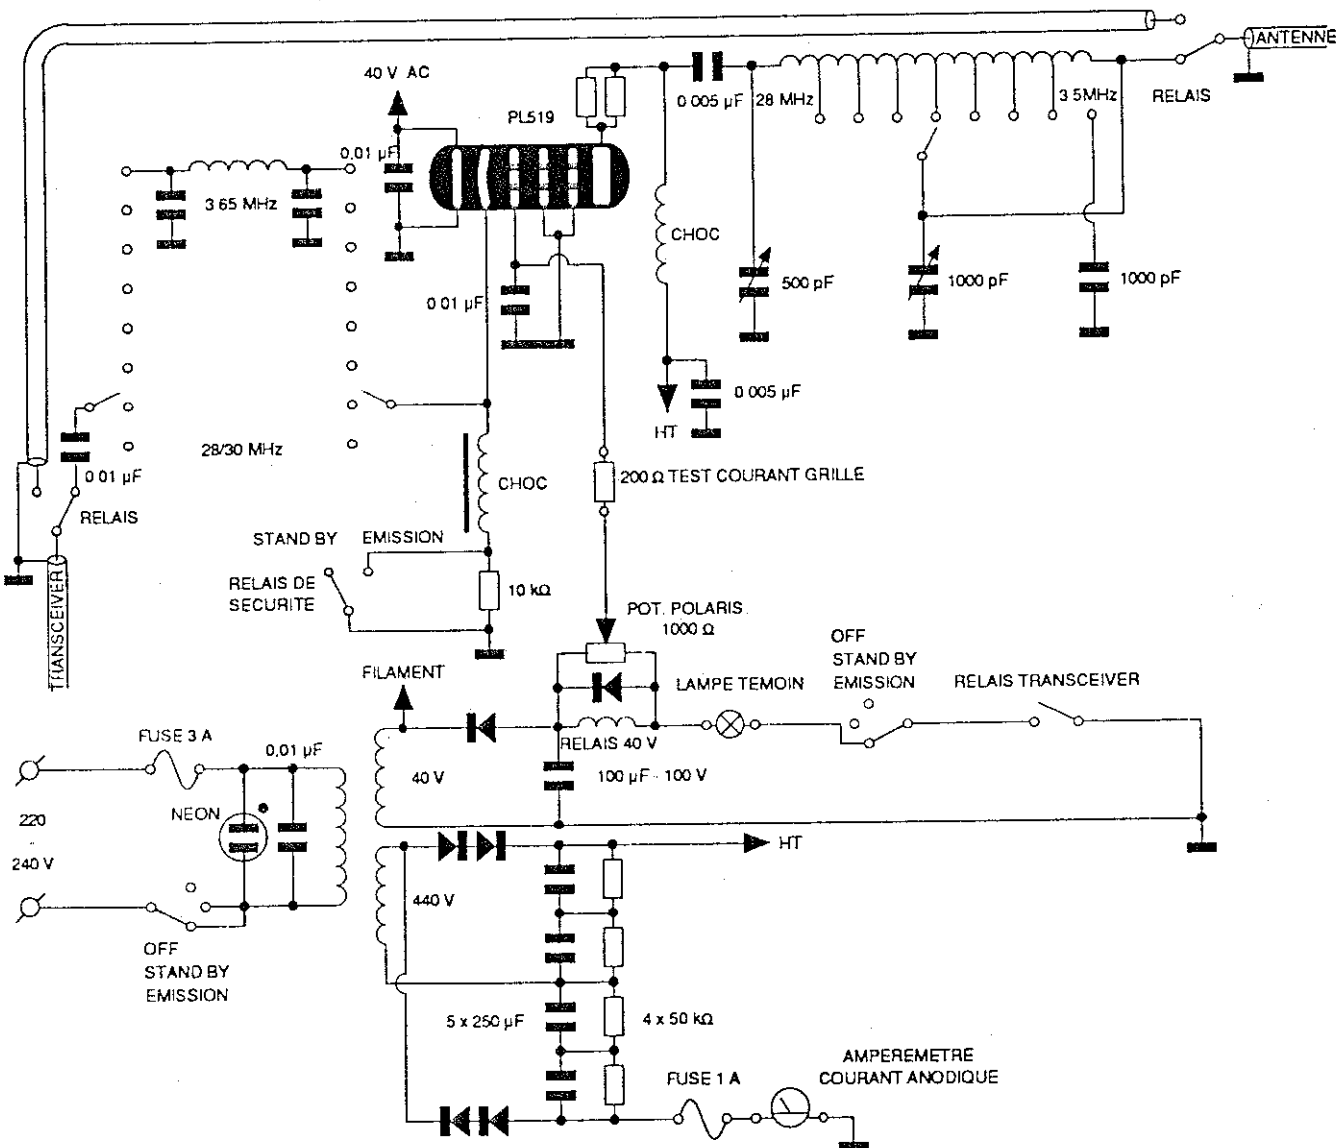 ANTENNE
40 V AC
0 005 µF
28 MHz
3 5MHz
RELAIS
PL519
0,01 µF
3 65 MHz
CHOC
500 pF
1000 pF
1000 pF
0 01 µF
0 005 µF
HT
28/30 MHz
0 01 µF
CHOC
200 Ω TEST COURANT GRILLE
RELAIS
TRANSCEIVER
STAND BY
EMISSION
RELAIS DE
SECURITE
10 kΩ
POT. POLARIS.
1000 Ω
FILAMENT
LAMPE TEMOIN
OFF
STAND BY
EMISSION
RELAIS TRANSCEIVER
FUSE 3 A
0,01 µF
40 V
RELAIS 40 V
100 µF - 100 V
NEON
220
240 V
HT
440 V
OFF
STAND BY
EMISSION
5 x 250 µF
4 x 50 kΩ
FUSE 1 A
AMPEREMETRE
COURANT ANODIQUE